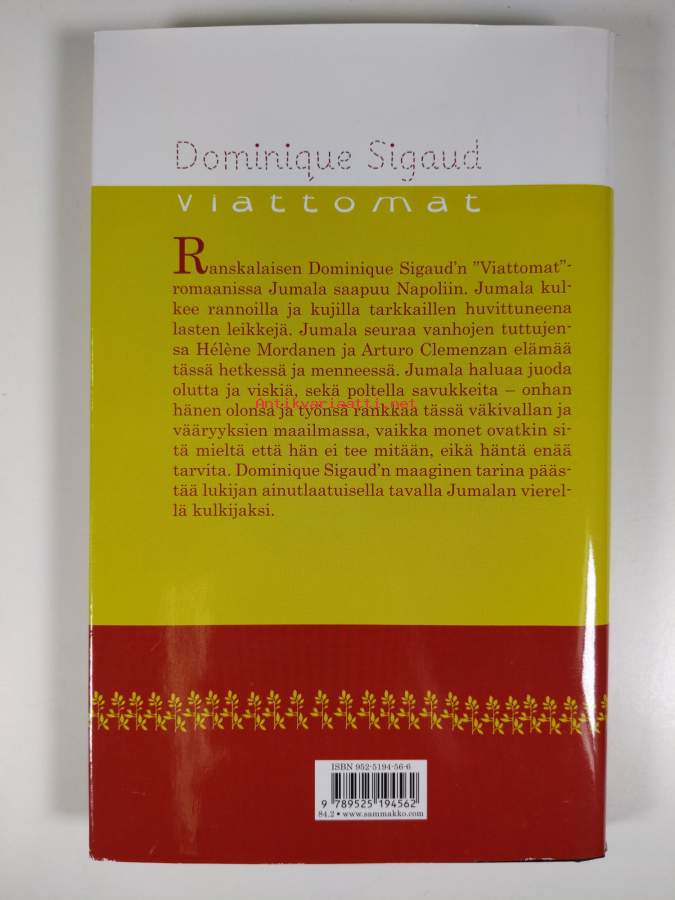 Dominique Sigaud
Viattomat
Ranskalaisen Dominique Sigaud'n ”Viattomat”-
romaanissa Jumala saapuu Napoliin. Jumala kul-
kee rannoilla ja kujilla tarkkaillen huvittuneena
lasten leikkejä. Jumala seuraa vanhojen tuttujen-
sa Hélène Mordanen ja Arturo Clemenzan elämää
tässä hetkessä ja menneessä. Jumala haluaa juoda
olutta ja viskiä, sekä poltella savukkeita – onhan
Antikvariaatti.net
hänen olonsa ja työnsä rankkaa tässä väkivallan ja
vääryyksien maailmassa, vaikka monet ovatkin si-
tä mieltä että hän ei tee mitään, eikä häntä enää
tarvita. Dominique Sigaud'n maaginen tarina pääs-
tää lukijan ainutlaatuisella tavalla Jumalan vierel-
lä kulkijaksi.
ISBN 952-5194-56-6
9 789525 194562
84.2 • www.sammakko.com